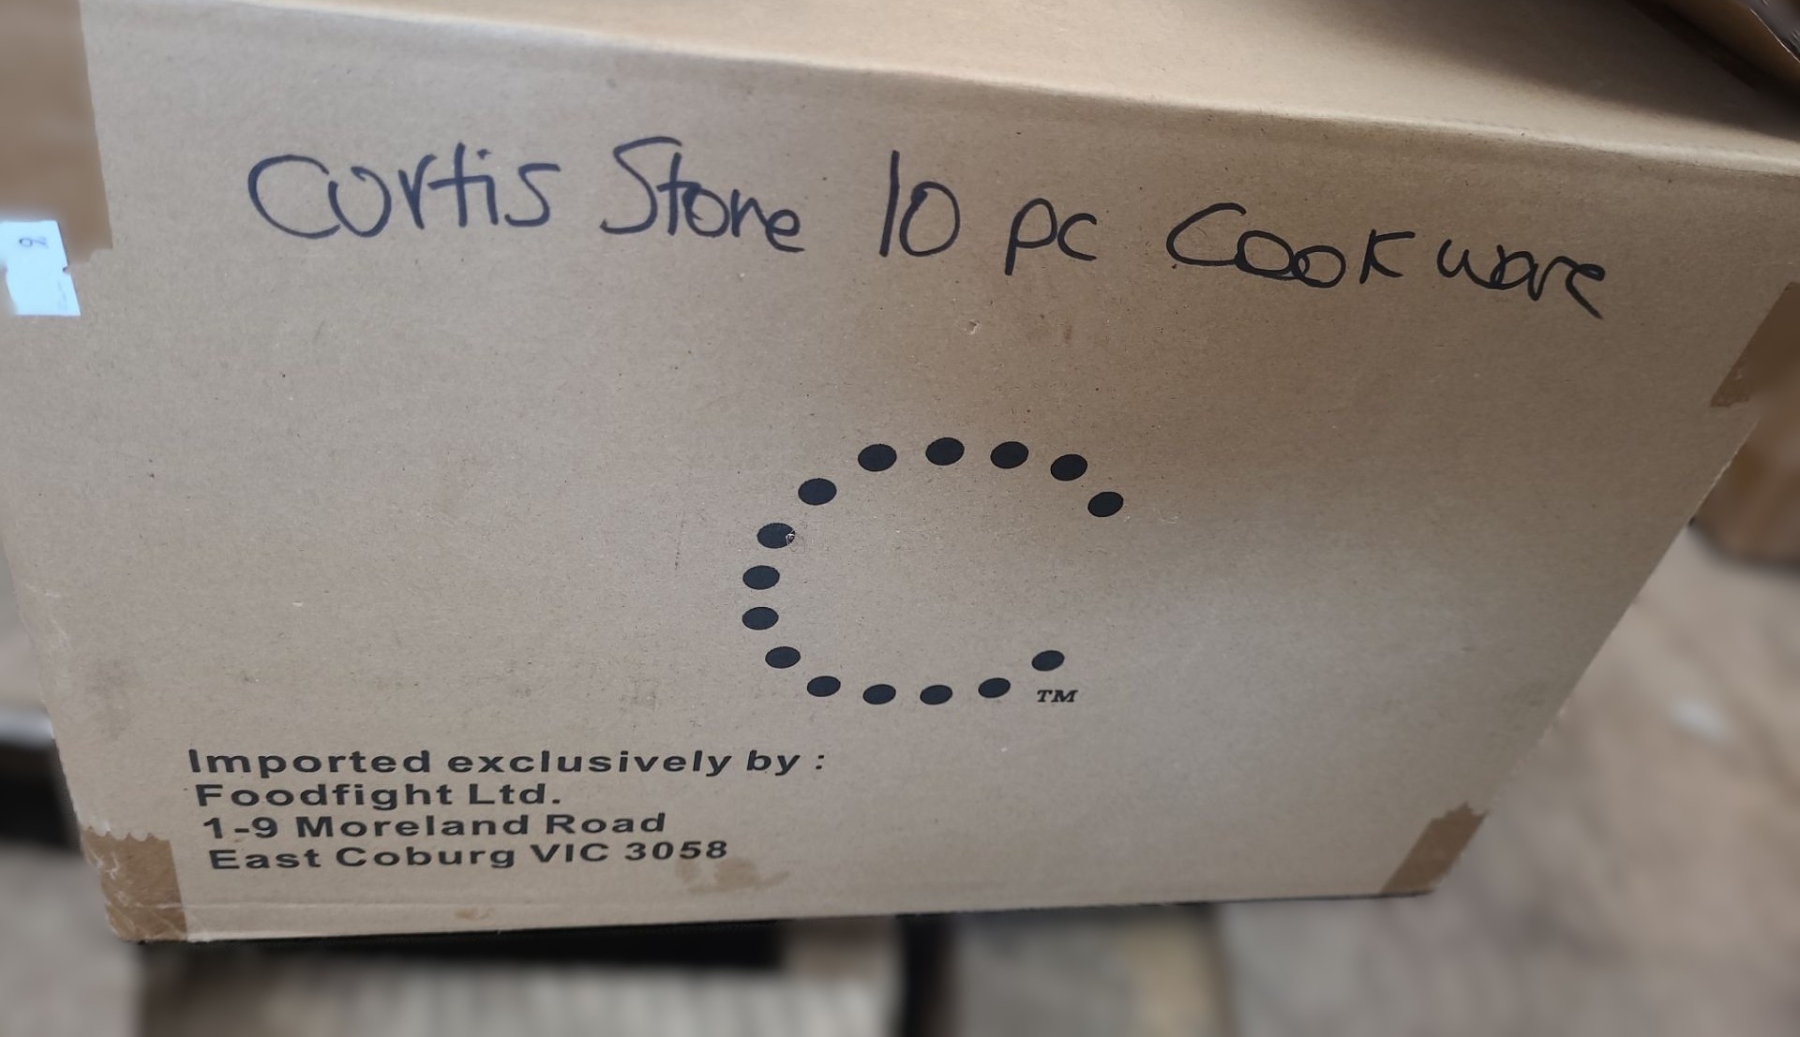 Curtis Stone 10 pc Cookware
TM
Imported exclusively by :
Foodfight Ltd.
1-9 Moreland Road
East Coburg VIC 3058